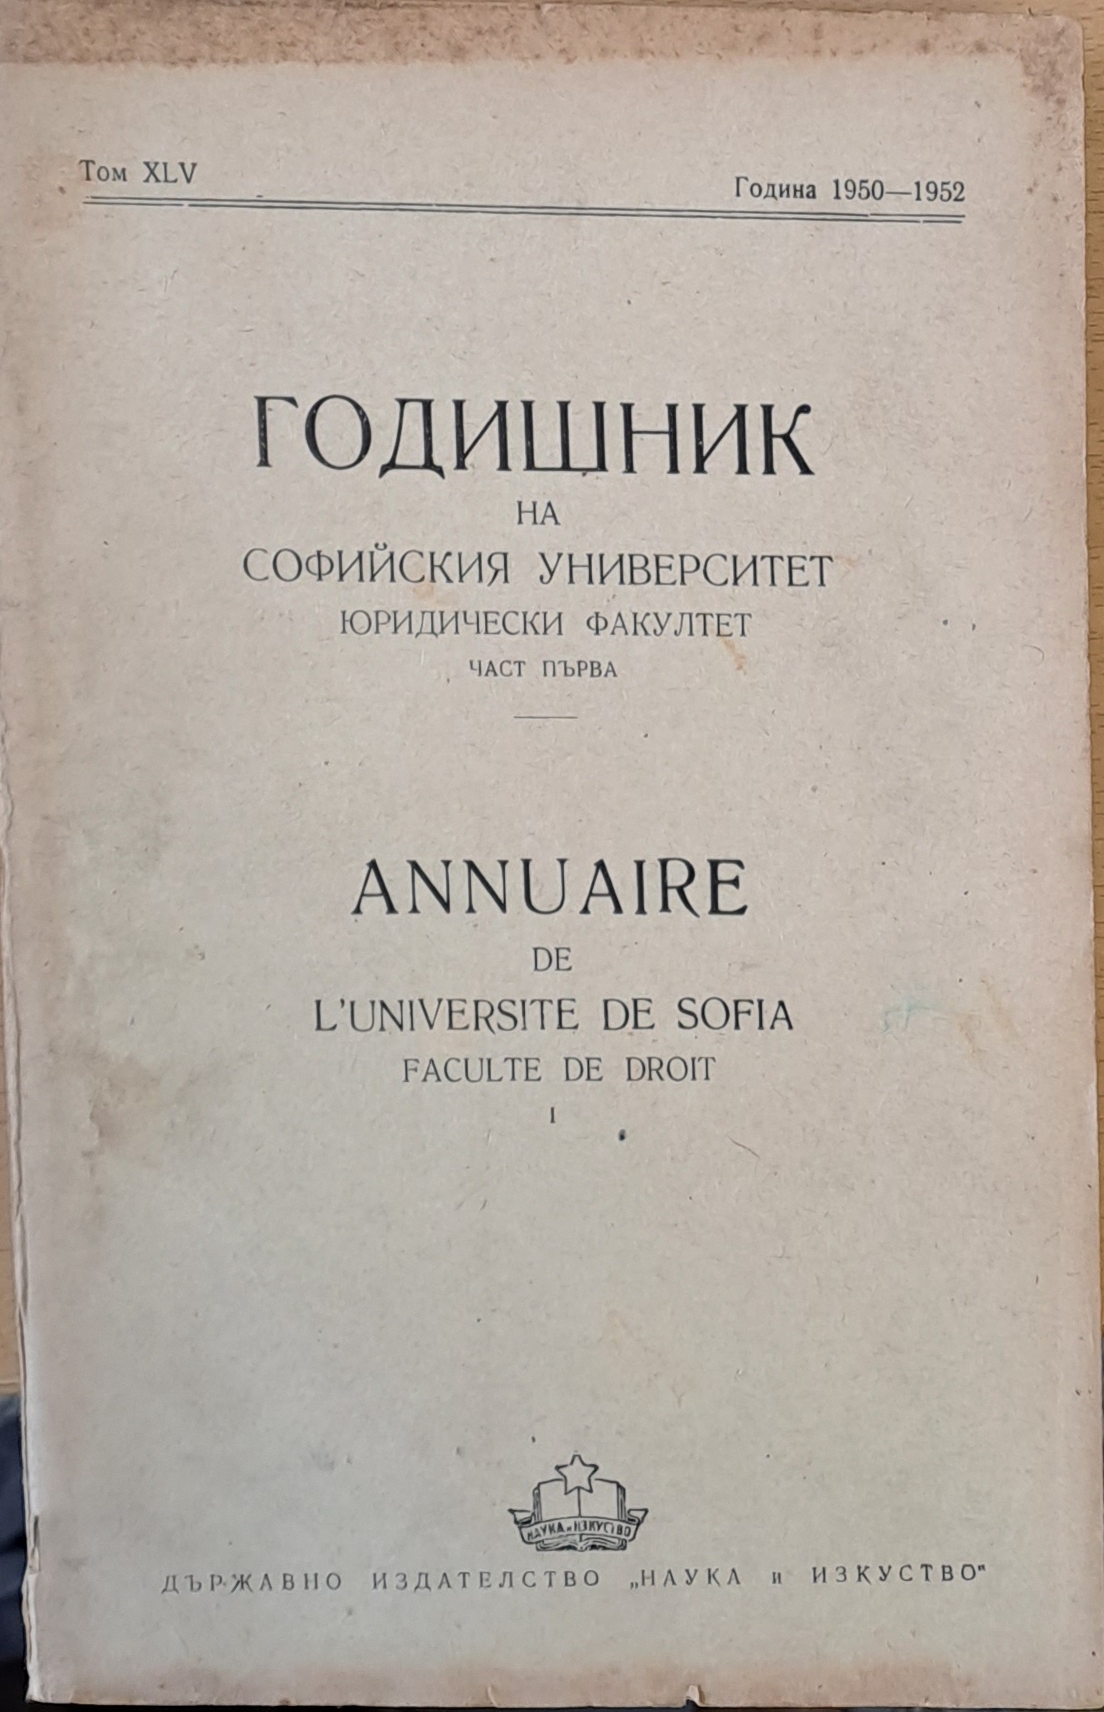 Том XLV
Година 1950—1952
ГОДИШНИК
НА
СОФИЙСКИЯ УНИВЕРСИТЕТ
ЮРИДИЧЕСКИ ФАКУЛТЕТ
ЧАСТ ПЪРВА
ANNUAIRE
DE
L'UNIVERSITE DE SOFIA
FACULTE DE DROIT
I
НАУКА и ИЗКУСТВО
ДЪРЖАВНО ИЗДАТЕЛСТВО „НАУКА и ИЗКУСТВО"